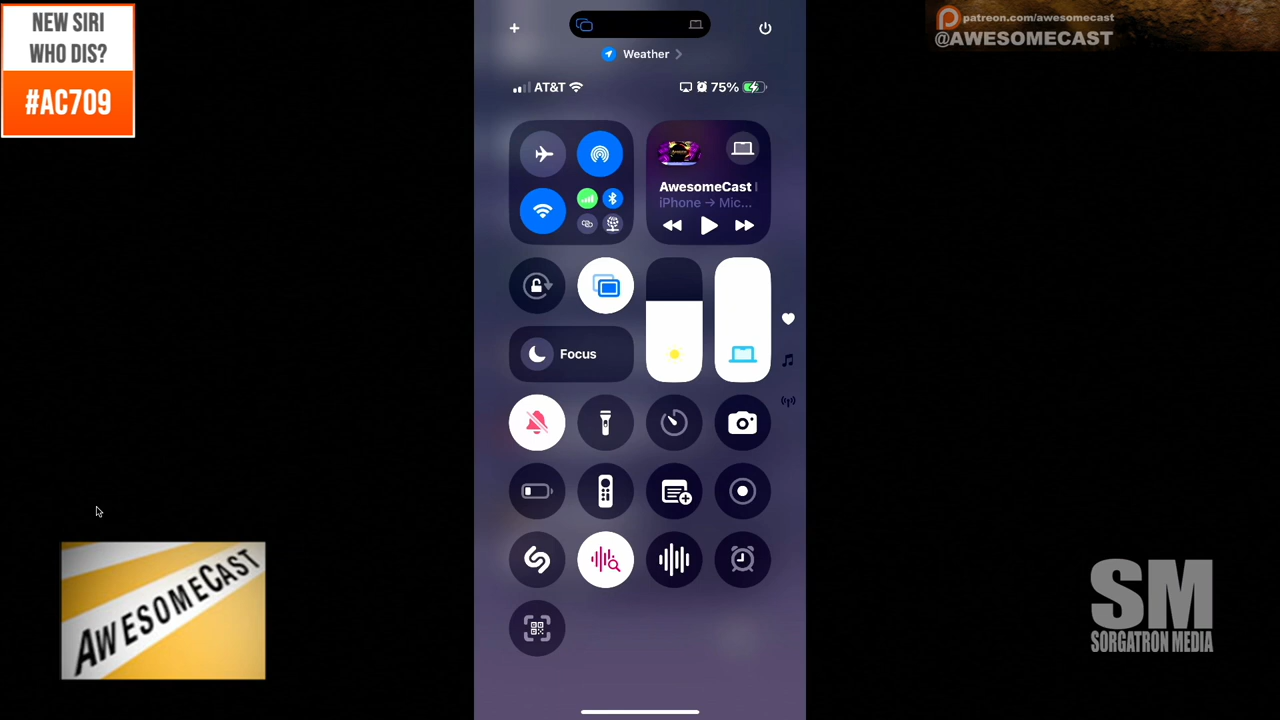 NEW SIRI
WHO DIS?
#AC709
patreon.com/awesomecast
@AWESOMECAST
Weather
AT&T
75%
AwesomeCast
iPhone → Mic...
Focus
AWESOMECAST
SM
SORGATRON MEDIA